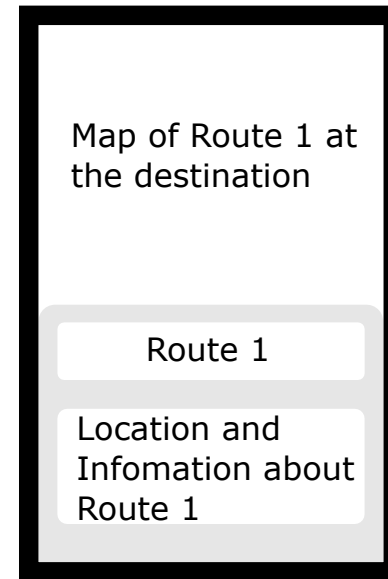 Map of Route 1 at
the destination
Route 1
Location and
Infomation about
Route 1